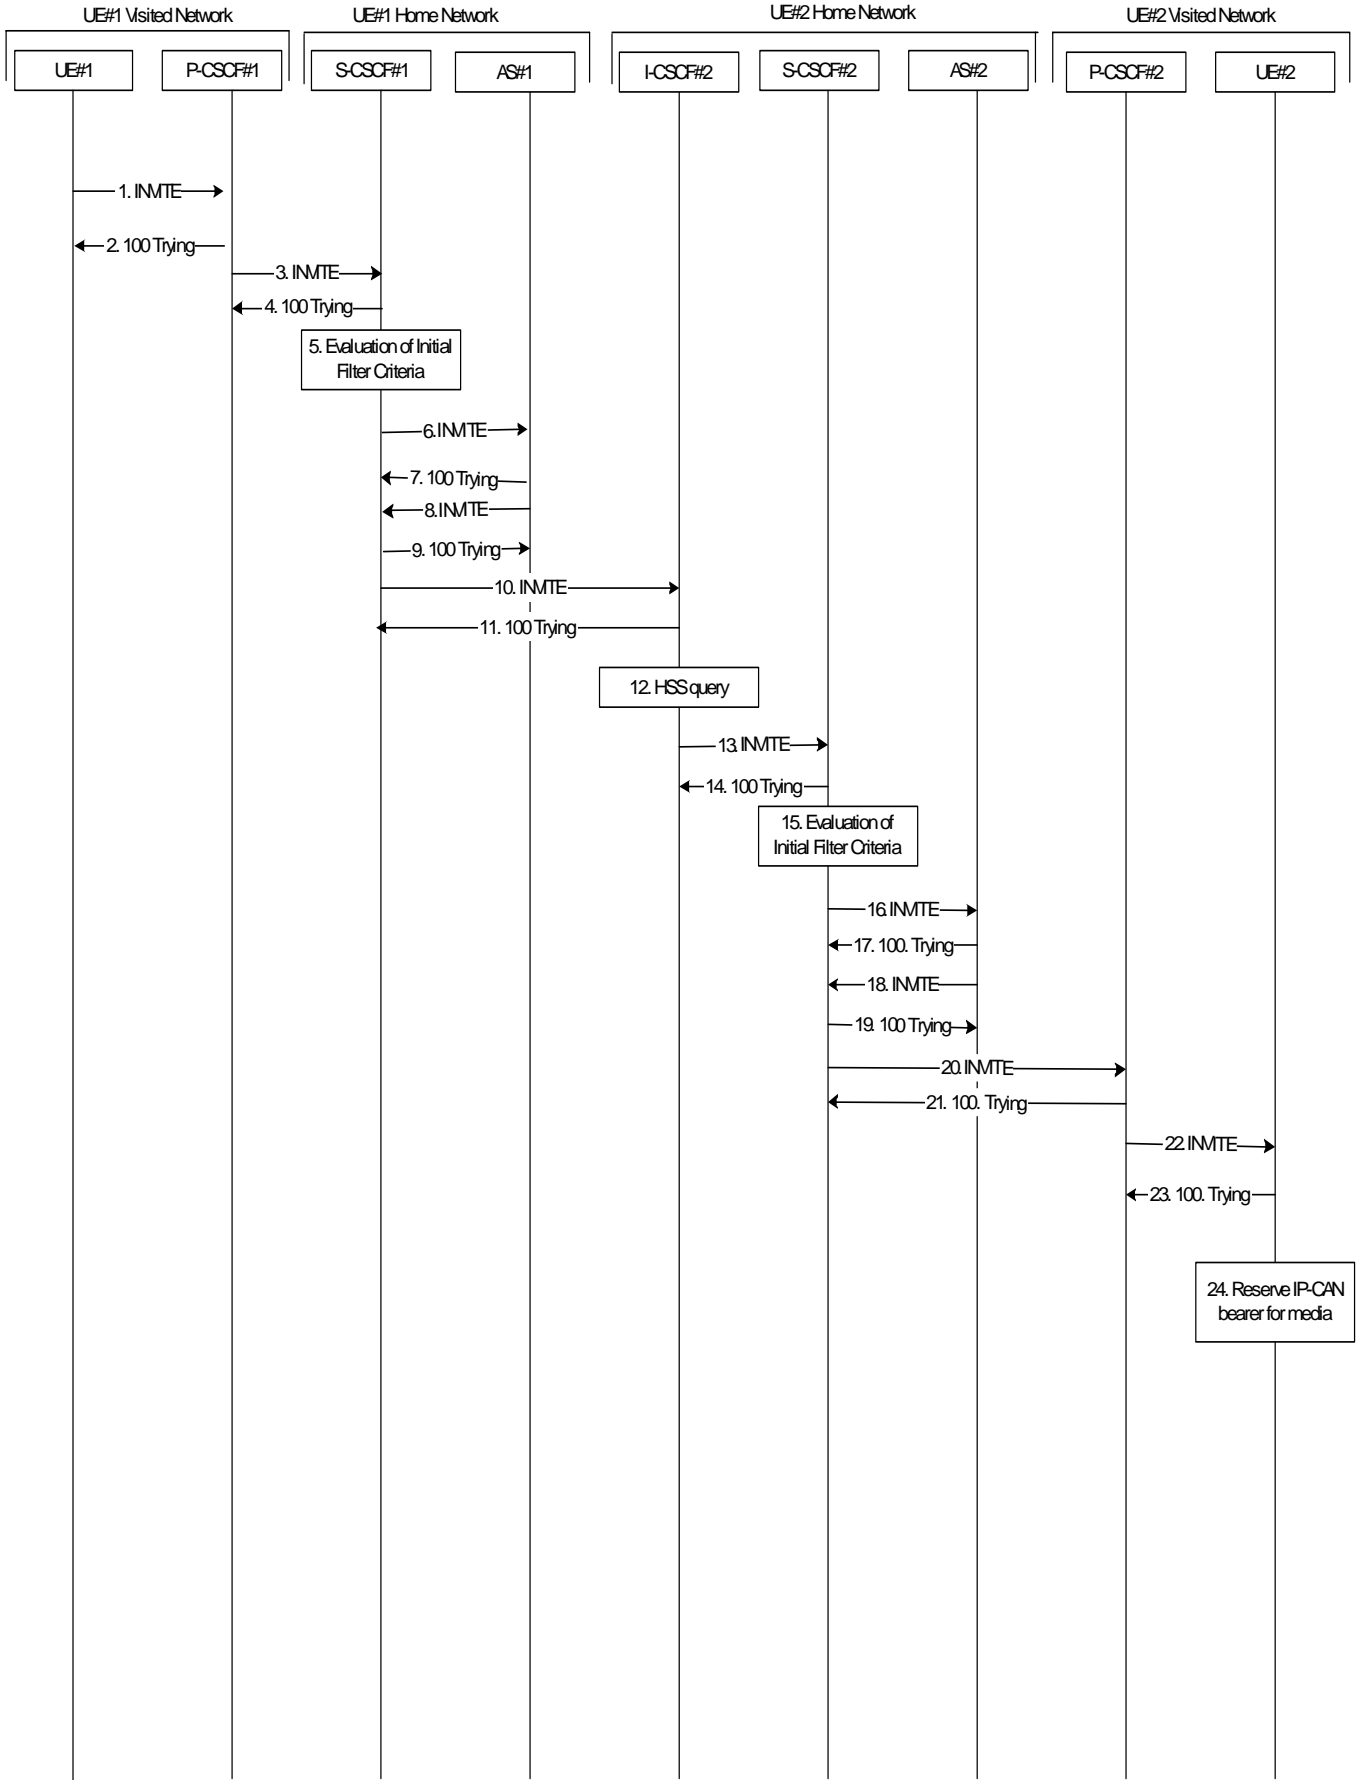 UE#1 Visited Network
UE#1 Home Network
UE#2 Home Network
UE#2 Visited Network
UE#1
P-CSCF#1
S-CSCF#1
AS#1
I-CSCF#2
S-CSCF#2
AS#2
P-CSCF#2
UE#2
1. INVITE
2. 100 Trying
3. INVITE
4. 100 Trying
5. Evaluation of Initial
Filter Criteria
6. INVITE
7. 100 Trying
8. INVITE
9. 100 Trying
10. INVITE
11. 100 Trying
12. HSS query
13. INVITE
14. 100 Trying
15. Evaluation of
Initial Filter Criteria
16. INVITE
17. 100. Trying
18. INVITE
19. 100 Trying
20. INVITE
21. 100. Trying
22. INVITE
23. 100. Trying
24. Reserve IP-CAN
bearer for media